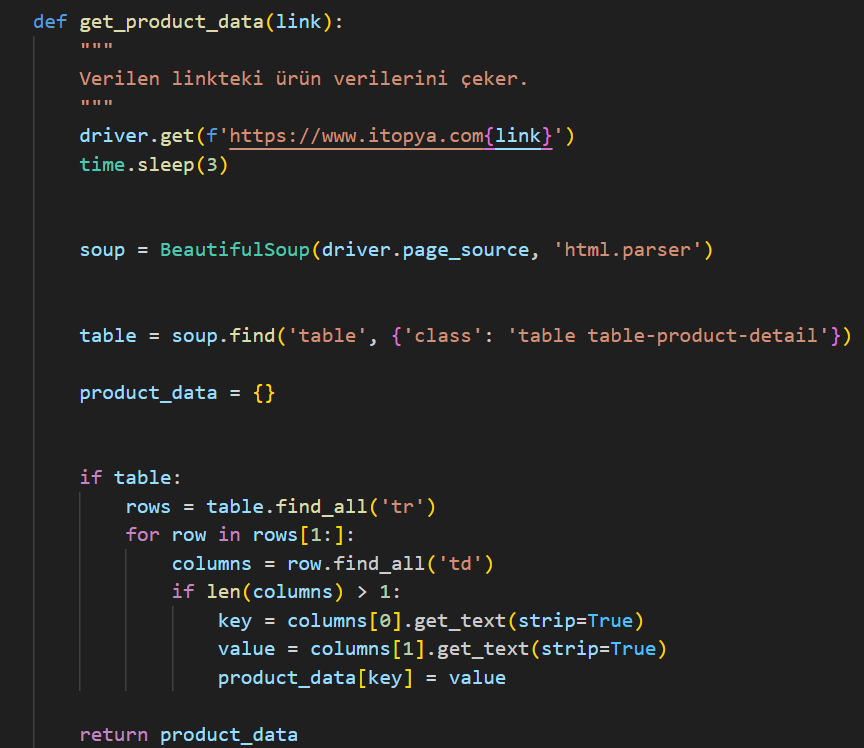 def get_product_data(link):
    """
    Verilen linkteki ürün verilerini çeker.
    """
    driver.get(f'https://www.itopya.com{link}')
    time.sleep(3)
    soup = BeautifulSoup(driver.page_source, 'html.parser')
    table = soup.find('table', {'class': 'table table-product-detail'})
    product_data = {}
    if table:
        rows = table.find_all('tr')
        for row in rows[1:]:
            columns = row.find_all('td')
            if len(columns) > 1:
                key = columns[0].get_text(strip=True)
                value = columns[1].get_text(strip=True)
                product_data[key] = value
    return product_data